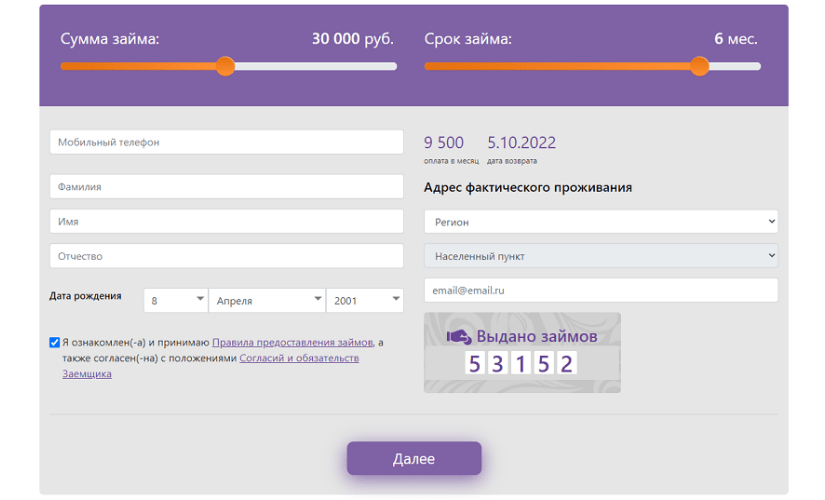 Сумма займа: 30 000 руб.
Срок займа: 6 мес.
Мобильный телефон
Фамилия
Имя
Отчество
Дата рождения 8 Апреля 2001
Я ознакомлен(-а) и принимаю Правила предоставления займов, а
также согласен(-на) с положениями Согласий и обязательств
Заемщика
9 500 5.10.2022
оплата в месяц дата возврата
Адрес фактического проживания
Регион
Населенный пункт
email@email.ru
Выдано займов
53152
Далее